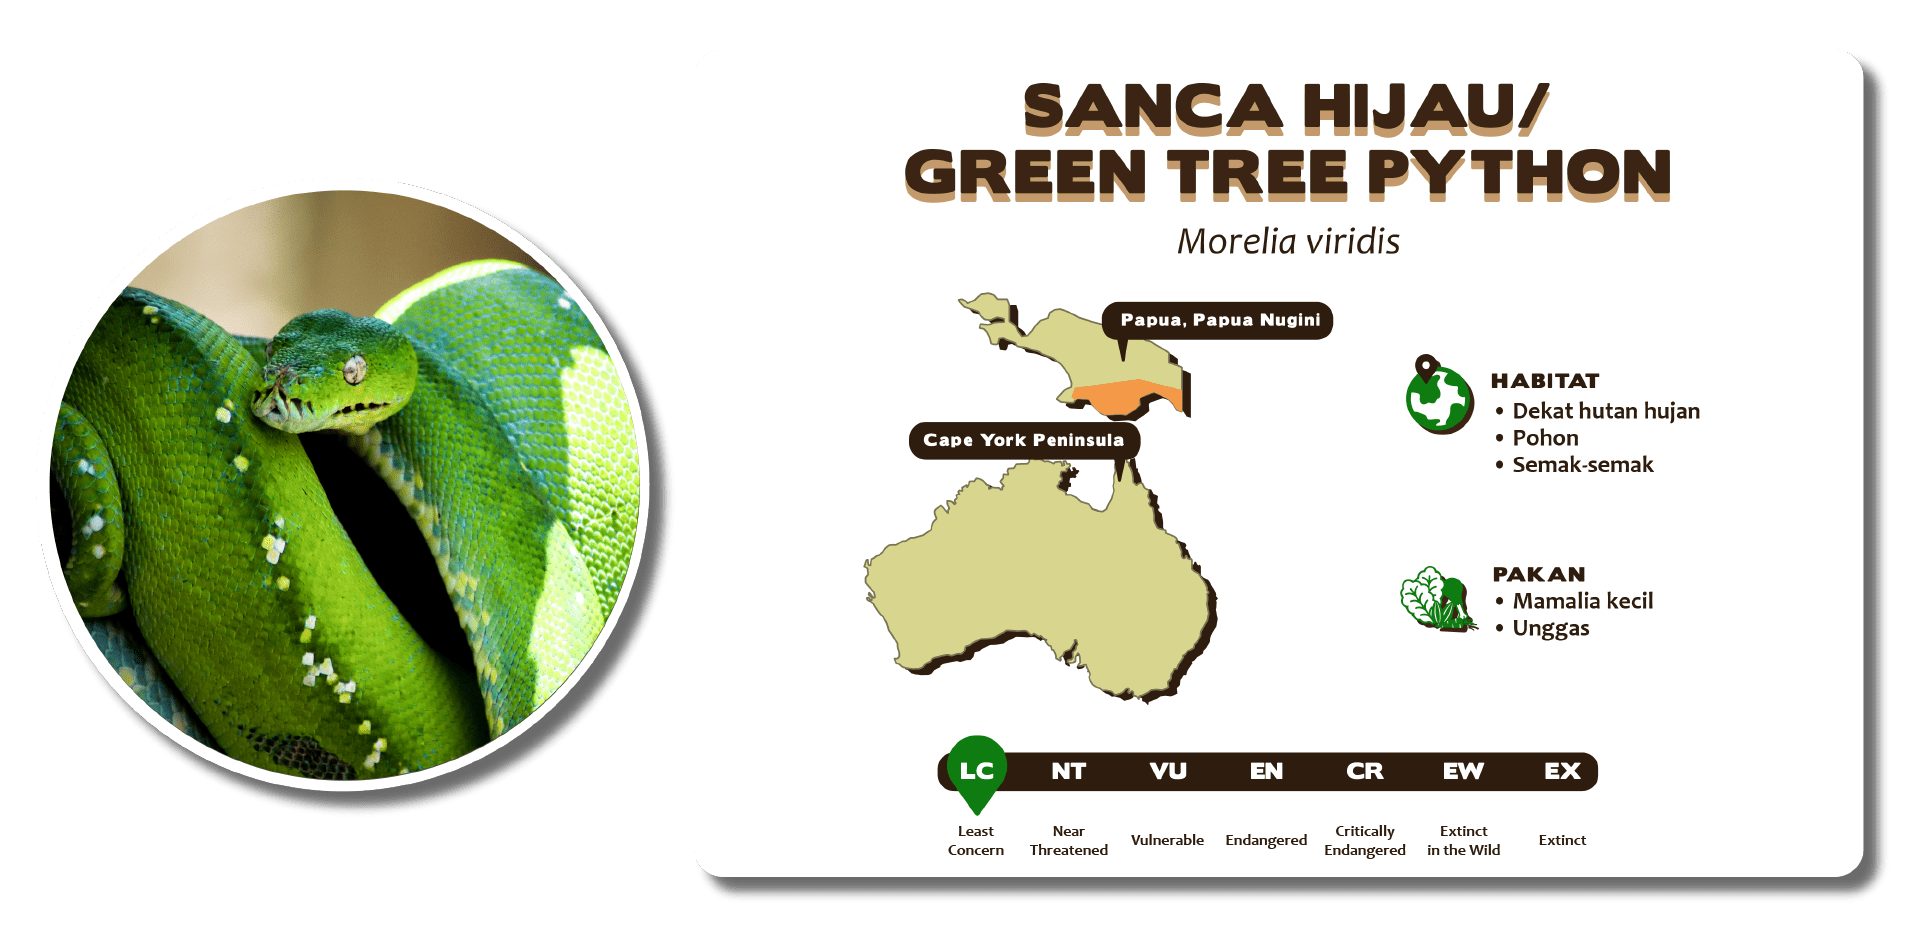 SANCA HIJAU/
GREEN TREE PYTHON
Morelia viridis
Papua, Papua Nugini
Cape York Peninsula
HABITAT
• Dekat hutan hujan
• Pohon
• Semak-semak
PAKAN
• Mamalia kecil
• Unggas
LC NT VU EN CR EW EX
Least Concern
Near Threatened
Vulnerable
Endangered
Critically Endangered
Extinct in the Wild
Extinct